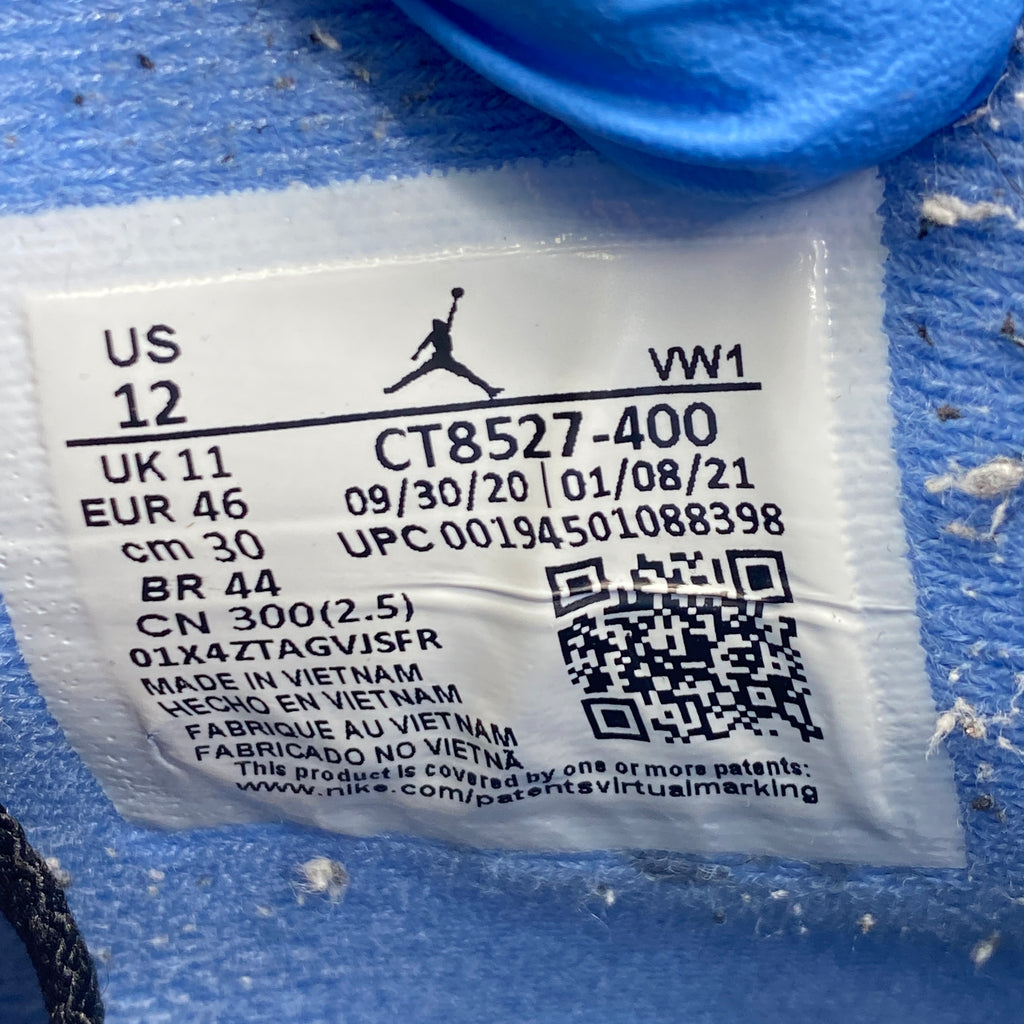 US
12
VW1
CT8527-400
09/30/20 | 01/08/21
UPC 00194501088398
UK 11
EUR 46
cm 30
BR 44
CN 300(2.5)
01X4ZTAGVJSFR
MADE IN VIETNAM
HECHO EN VIETNAM
FABRIQUE AU VIETNAM
FABRICADO NO VIETNÃ
This product is covered by one or more patents:
www.nike.com/patentsvirtualmarking